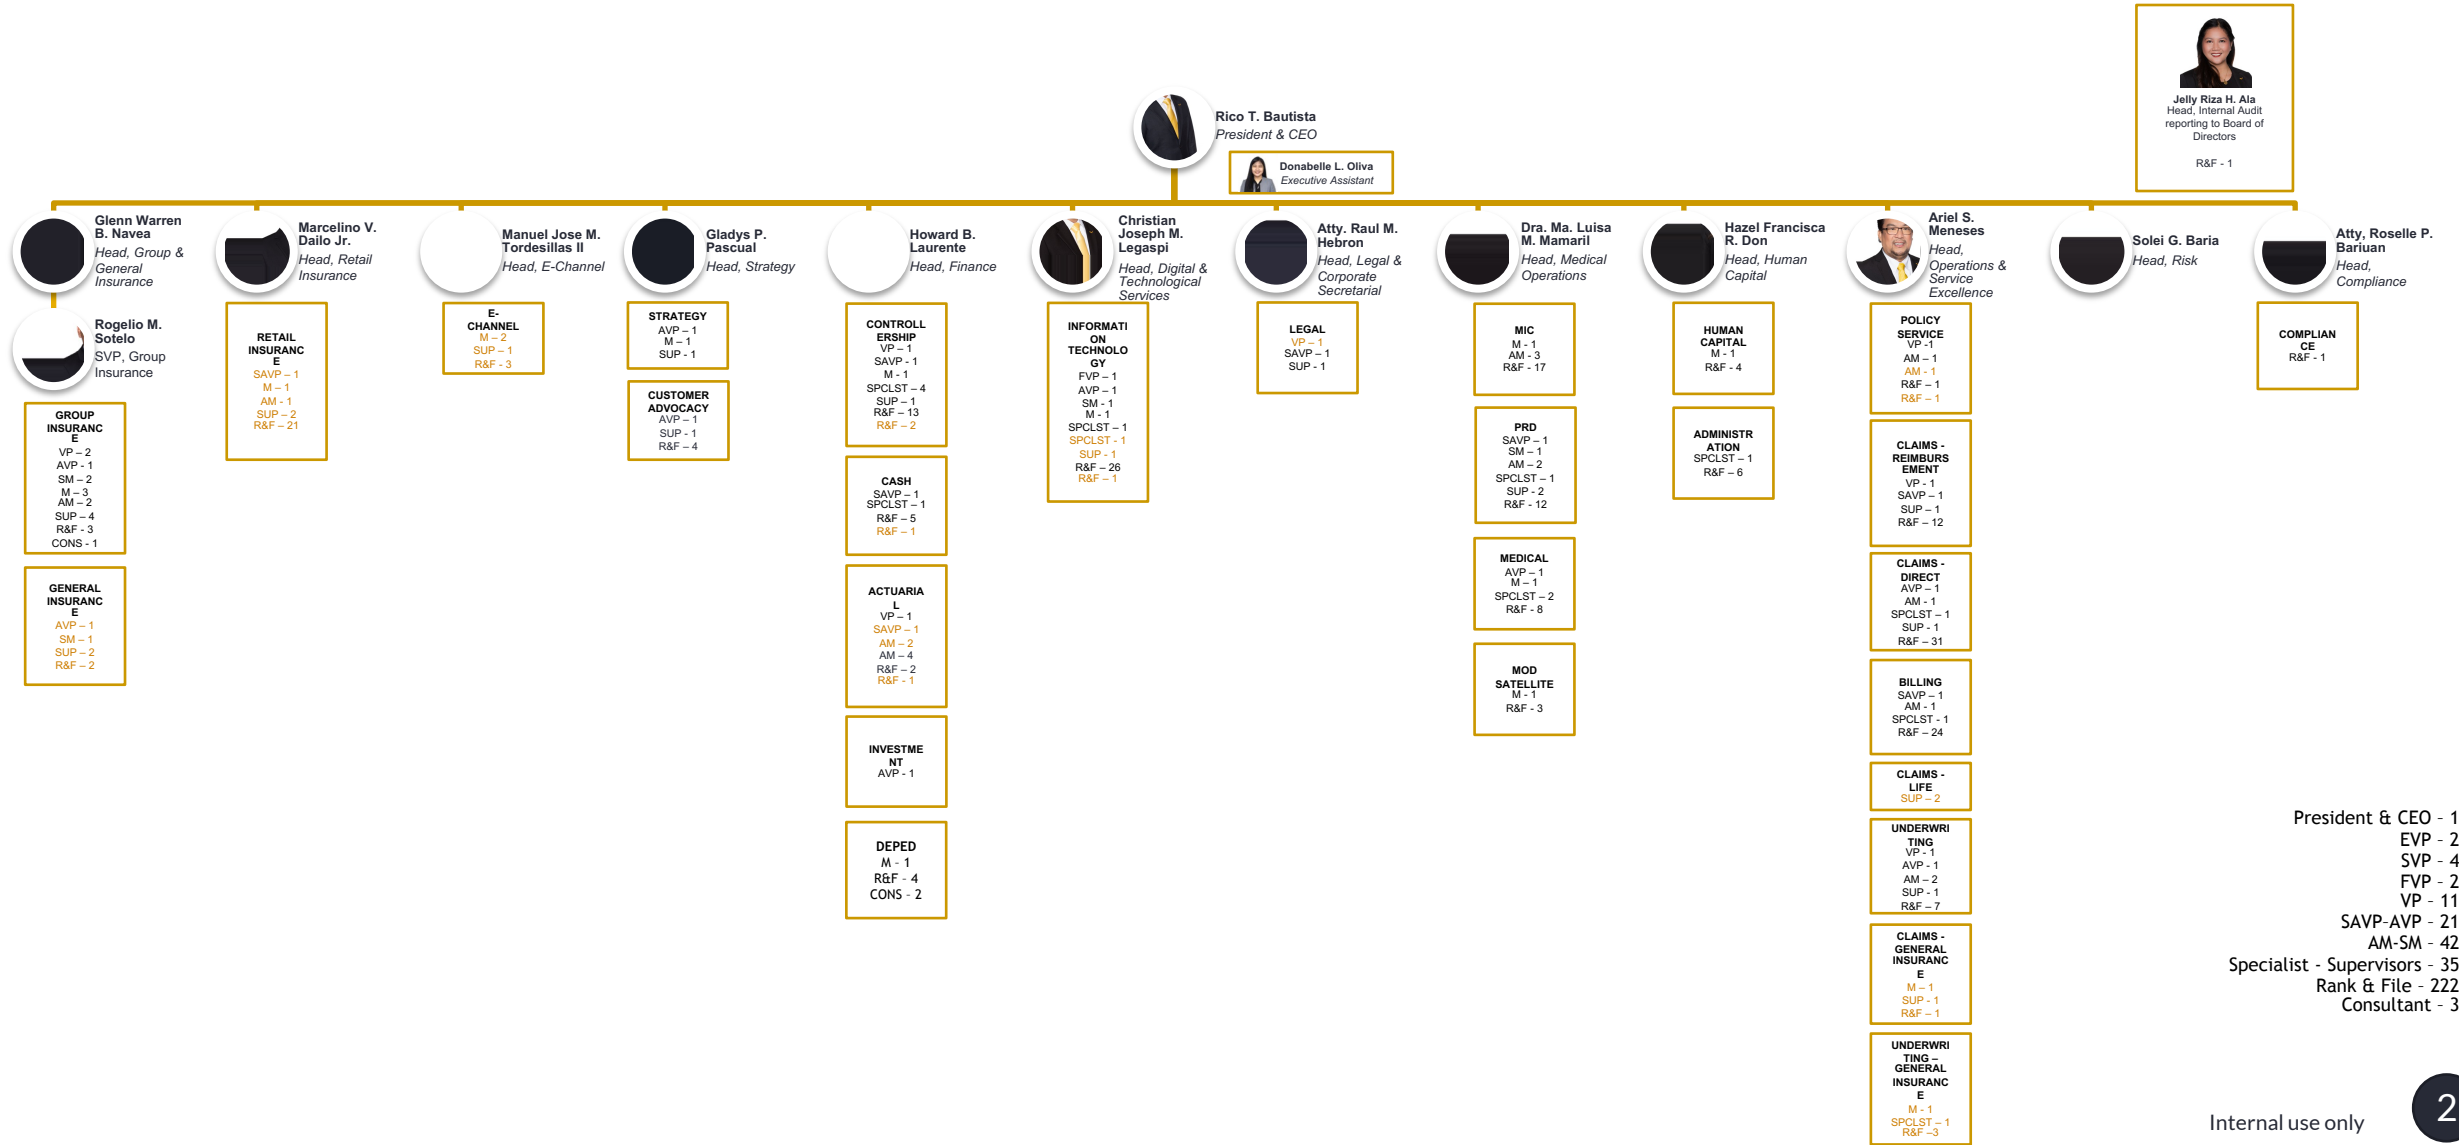 Jelly Riza H. Ala
Head, Internal Audit
reporting to Board of
Directors
R&F - 1
Rico T. Bautista
President & CEO
Donabelle L. Oliva
Executive Assistant
Glenn Warren
B. Navea
Head, Group &
General
Insurance
Rogelio M.
Sotelo
SVP, Group
Insurance
GROUP
INSURANC
E
VP – 2
AVP - 1
SM – 2
M – 3
AM – 2
SUP – 4
R&F - 3
CONS - 1
GENERAL
INSURANC
E
AVP – 1
SM – 1
SUP – 2
R&F – 2
Marcelino V.
Dailo Jr.
Head, Retail
Insurance
RETAIL
INSURANC
E
SAVP – 1
M – 1
AM - 1
SUP – 2
R&F – 21
Manuel Jose M.
Tordesillas II
Head, E-Channel
E-
CHANNEL
M – 2
SUP – 1
R&F - 3
Gladys P.
Pascual
Head, Strategy
STRATEGY
AVP – 1
M – 1
SUP - 1
CUSTOMER
ADVOCACY
AVP – 1
SUP - 1
R&F – 4
Howard B.
Laurente
Head, Finance
CONTROLL
ERSHIP
VP – 1
SAVP - 1
M - 1
SPCLST – 4
SUP – 1
R&F – 13
R&F – 2
CASH
SAVP – 1
SPCLST – 1
R&F – 5
R&F – 1
ACTUARIA
L
VP – 1
SAVP – 1
AM – 2
AM – 4
R&F – 2
R&F - 1
INVESTME
NT
AVP - 1
DEPED
M – 1
R&F – 4
CONS – 2
Christian
Joseph M.
Legaspi
Head, Digital &
Technological
Services
INFORMATI
ON
TECHNOLO
GY
FVP – 1
AVP – 1
SM - 1
M - 1
SPCLST – 1
SPCLST - 1
SUP - 1
R&F – 26
R&F – 1
Atty. Raul M.
Hebron
Head, Legal &
Corporate
Secretarial
LEGAL
VP – 1
SAVP – 1
SUP - 1
Dra. Ma. Luisa
M. Mamaril
Head, Medical
Operations
MIC
M - 1
AM - 3
R&F - 17
PRD
SAVP – 1
SM – 1
AM – 2
SPCLST – 1
SUP - 2
R&F - 12
MEDICAL
AVP – 1
M – 1
SPCLST – 2
R&F - 8
MOD
SATELLITE
M - 1
R&F - 3
Hazel Francisca
R. Don
Head, Human
Capital
HUMAN
CAPITAL
M - 1
R&F - 4
ADMINISTR
ATION
SPCLST – 1
R&F – 6
Ariel S.
Meneses
Head,
Operations &
Service
Excellence
POLICY
SERVICE
VP -1
AM – 1
AM - 1
R&F – 1
R&F – 1
CLAIMS -
REIMBURS
EMENT
VP - 1
SAVP – 1
SUP – 1
R&F – 12
CLAIMS -
DIRECT
AVP – 1
AM - 1
SPCLST – 1
SUP - 1
R&F – 31
BILLING
SAVP – 1
AM - 1
SPCLST - 1
R&F – 24
CLAIMS -
LIFE
SUP – 2
UNDERWRI
TING
VP - 1
AVP - 1
AM – 2
SUP - 1
R&F – 7
CLAIMS -
GENERAL
INSURANC
E
M – 1
SUP - 1
R&F – 1
UNDERWRI
TING –
GENERAL
INSURANC
E
M - 1
SPCLST – 1
R&F –3
Solei G. Baria
Head, Risk
Atty, Roselle P.
Bariuan
Head,
Compliance
COMPLIAN
CE
R&F - 1
President & CEO – 1
EVP – 2
SVP – 4
FVP – 2
VP – 11
SAVP–AVP – 21
AM-SM – 42
Specialist - Supervisors – 35
Rank & File – 222
Consultant – 3
Internal use only
2